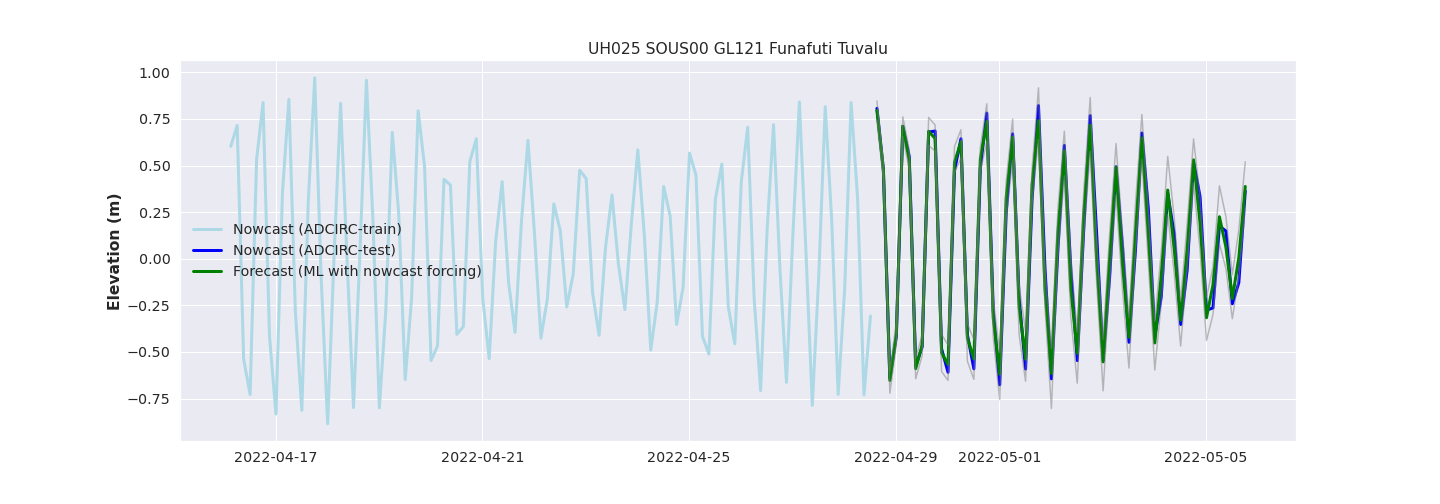 UH025 SOUS00 GL121 Funafuti Tuvalu
1.00
0.75
0.50
0.25
0.00
−0.25
−0.50
−0.75
Elevation (m)
Nowcast (ADCIRC-train)
Nowcast (ADCIRC-test)
Forecast (ML with nowcast forcing)
2022-04-17
2022-04-21
2022-04-25
2022-04-29
2022-05-01
2022-05-05